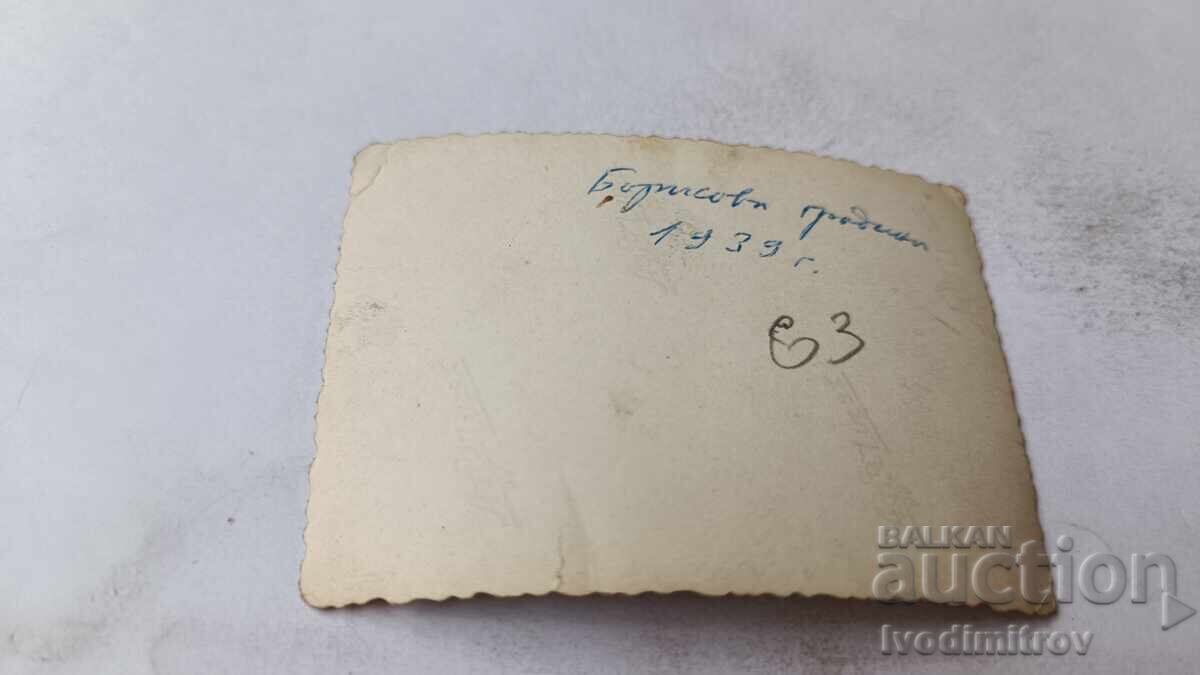 Борисова градина
1939 г.
63
BALKAN
auction
Ivodimitrov